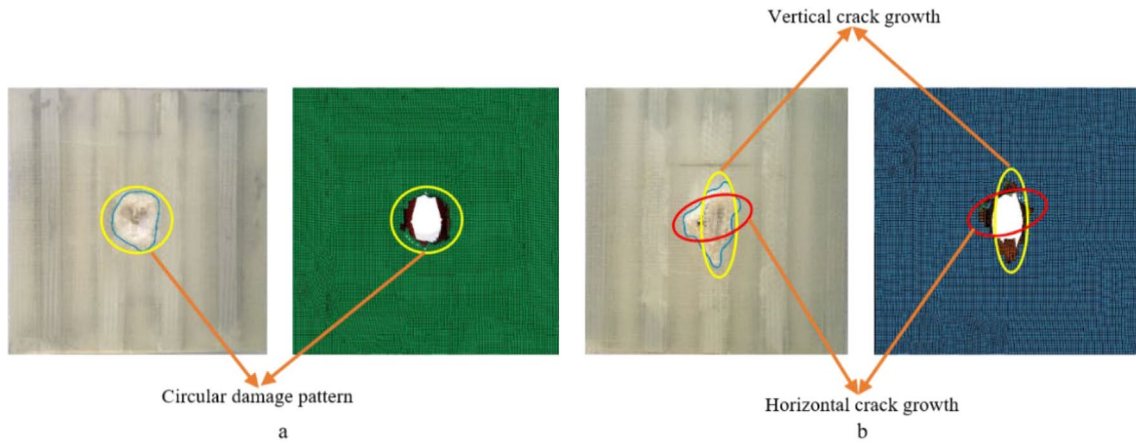 Vertical crack growth
Circular damage pattern
Horizontal crack growth
a
b